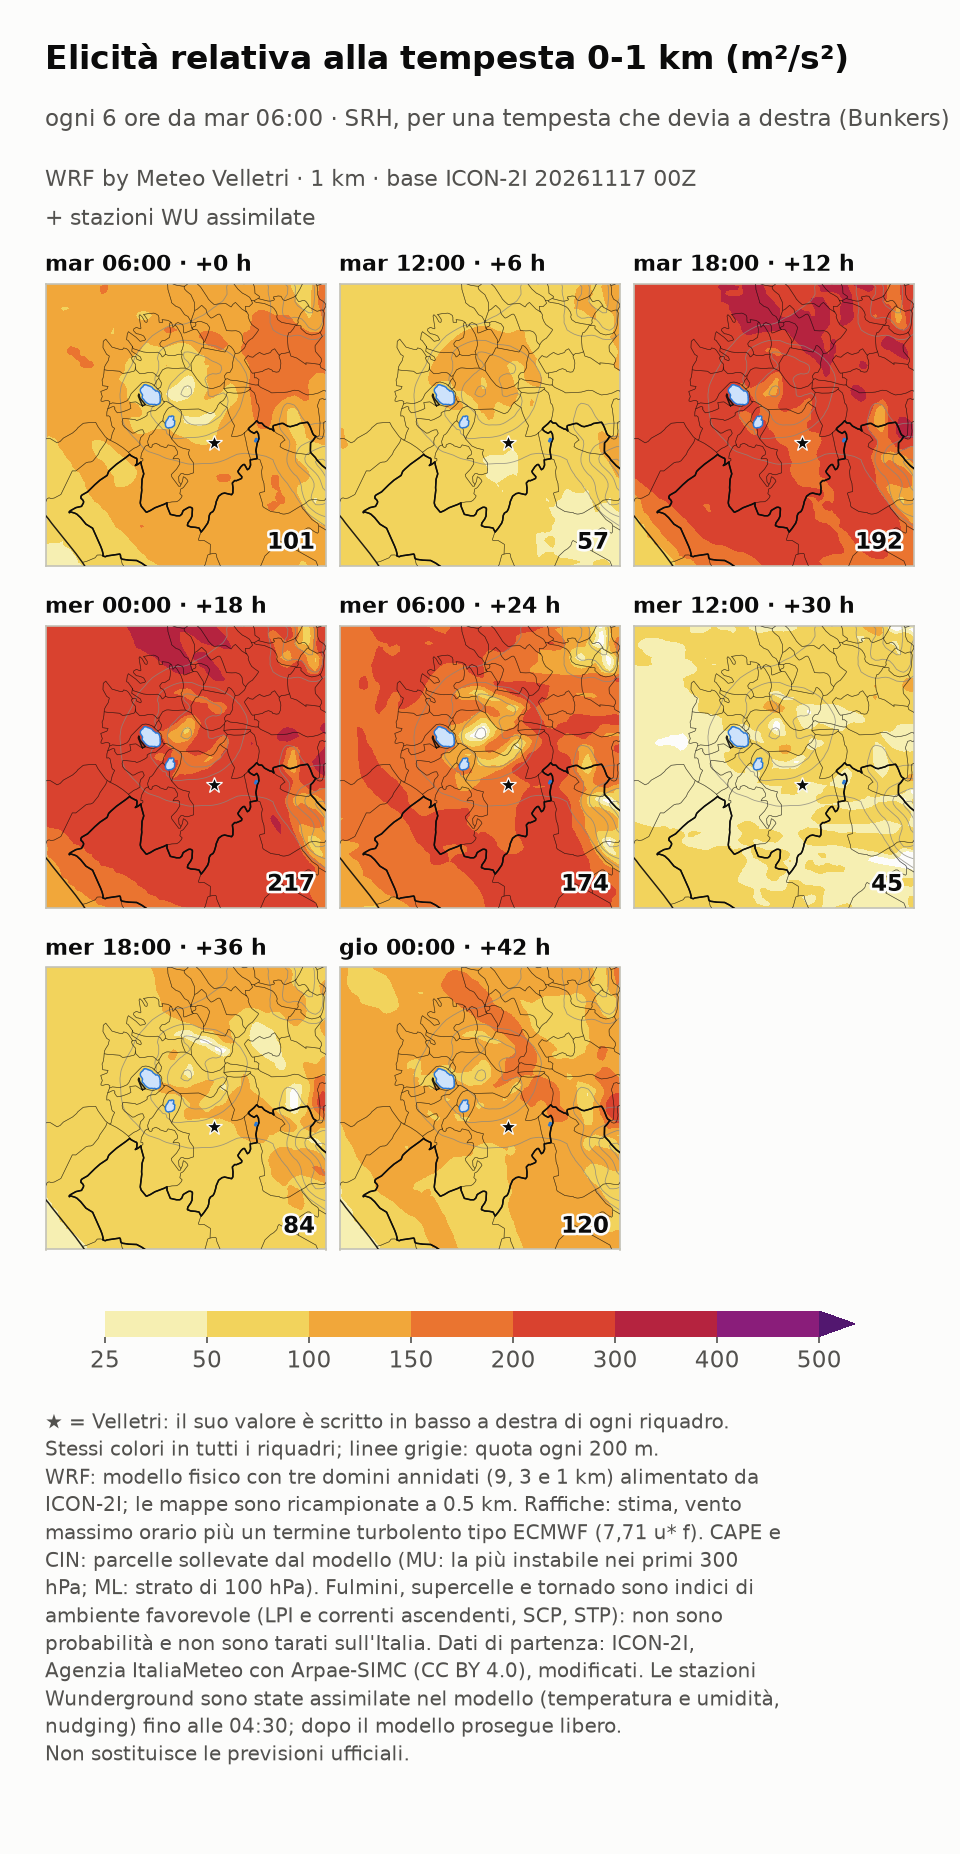 Elicità relativa alla tempesta 0-1 km (m²/s²)
ogni 6 ore da mar 06:00 · SRH, per una tempesta che devia a destra (Bunkers)
WRF by Meteo Velletri · 1 km · base ICON-2I 20261117 00Z
+ stazioni WU assimilate
mar 06:00 · +0 h
mar 12:00 · +6 h
mar 18:00 · +12 h
101
57
192
mer 00:00 · +18 h
mer 06:00 · +24 h
mer 12:00 · +30 h
217
174
45
mer 18:00 · +36 h
gio 00:00 · +42 h
84
120
25 50 100 150 200 300 400 500
★ = Velletri: il suo valore è scritto in basso a destra di ogni riquadro.
Stessi colori in tutti i riquadri; linee grigie: quota ogni 200 m.
WRF: modello fisico con tre domini annidati (9, 3 e 1 km) alimentato da
ICON-2I; le mappe sono ricampionate a 0.5 km. Raffiche: stima, vento
massimo orario più un termine turbolento tipo ECMWF (7,71 u* f). CAPE e
CIN: parcelle sollevate dal modello (MU: la più instabile nei primi 300
hPa; ML: strato di 100 hPa). Fulmini, supercelle e tornado sono indici di
ambiente favorevole (LPI e correnti ascendenti, SCP, STP): non sono
probabilità e non sono tarati sull'Italia. Dati di partenza: ICON-2I,
Agenzia ItaliaMeteo con Arpae-SIMC (CC BY 4.0), modificati. Le stazioni
Wunderground sono state assimilate nel modello (temperatura e umidità,
nudging) fino alle 04:30; dopo il modello prosegue libero.
Non sostituisce le previsioni ufficiali.